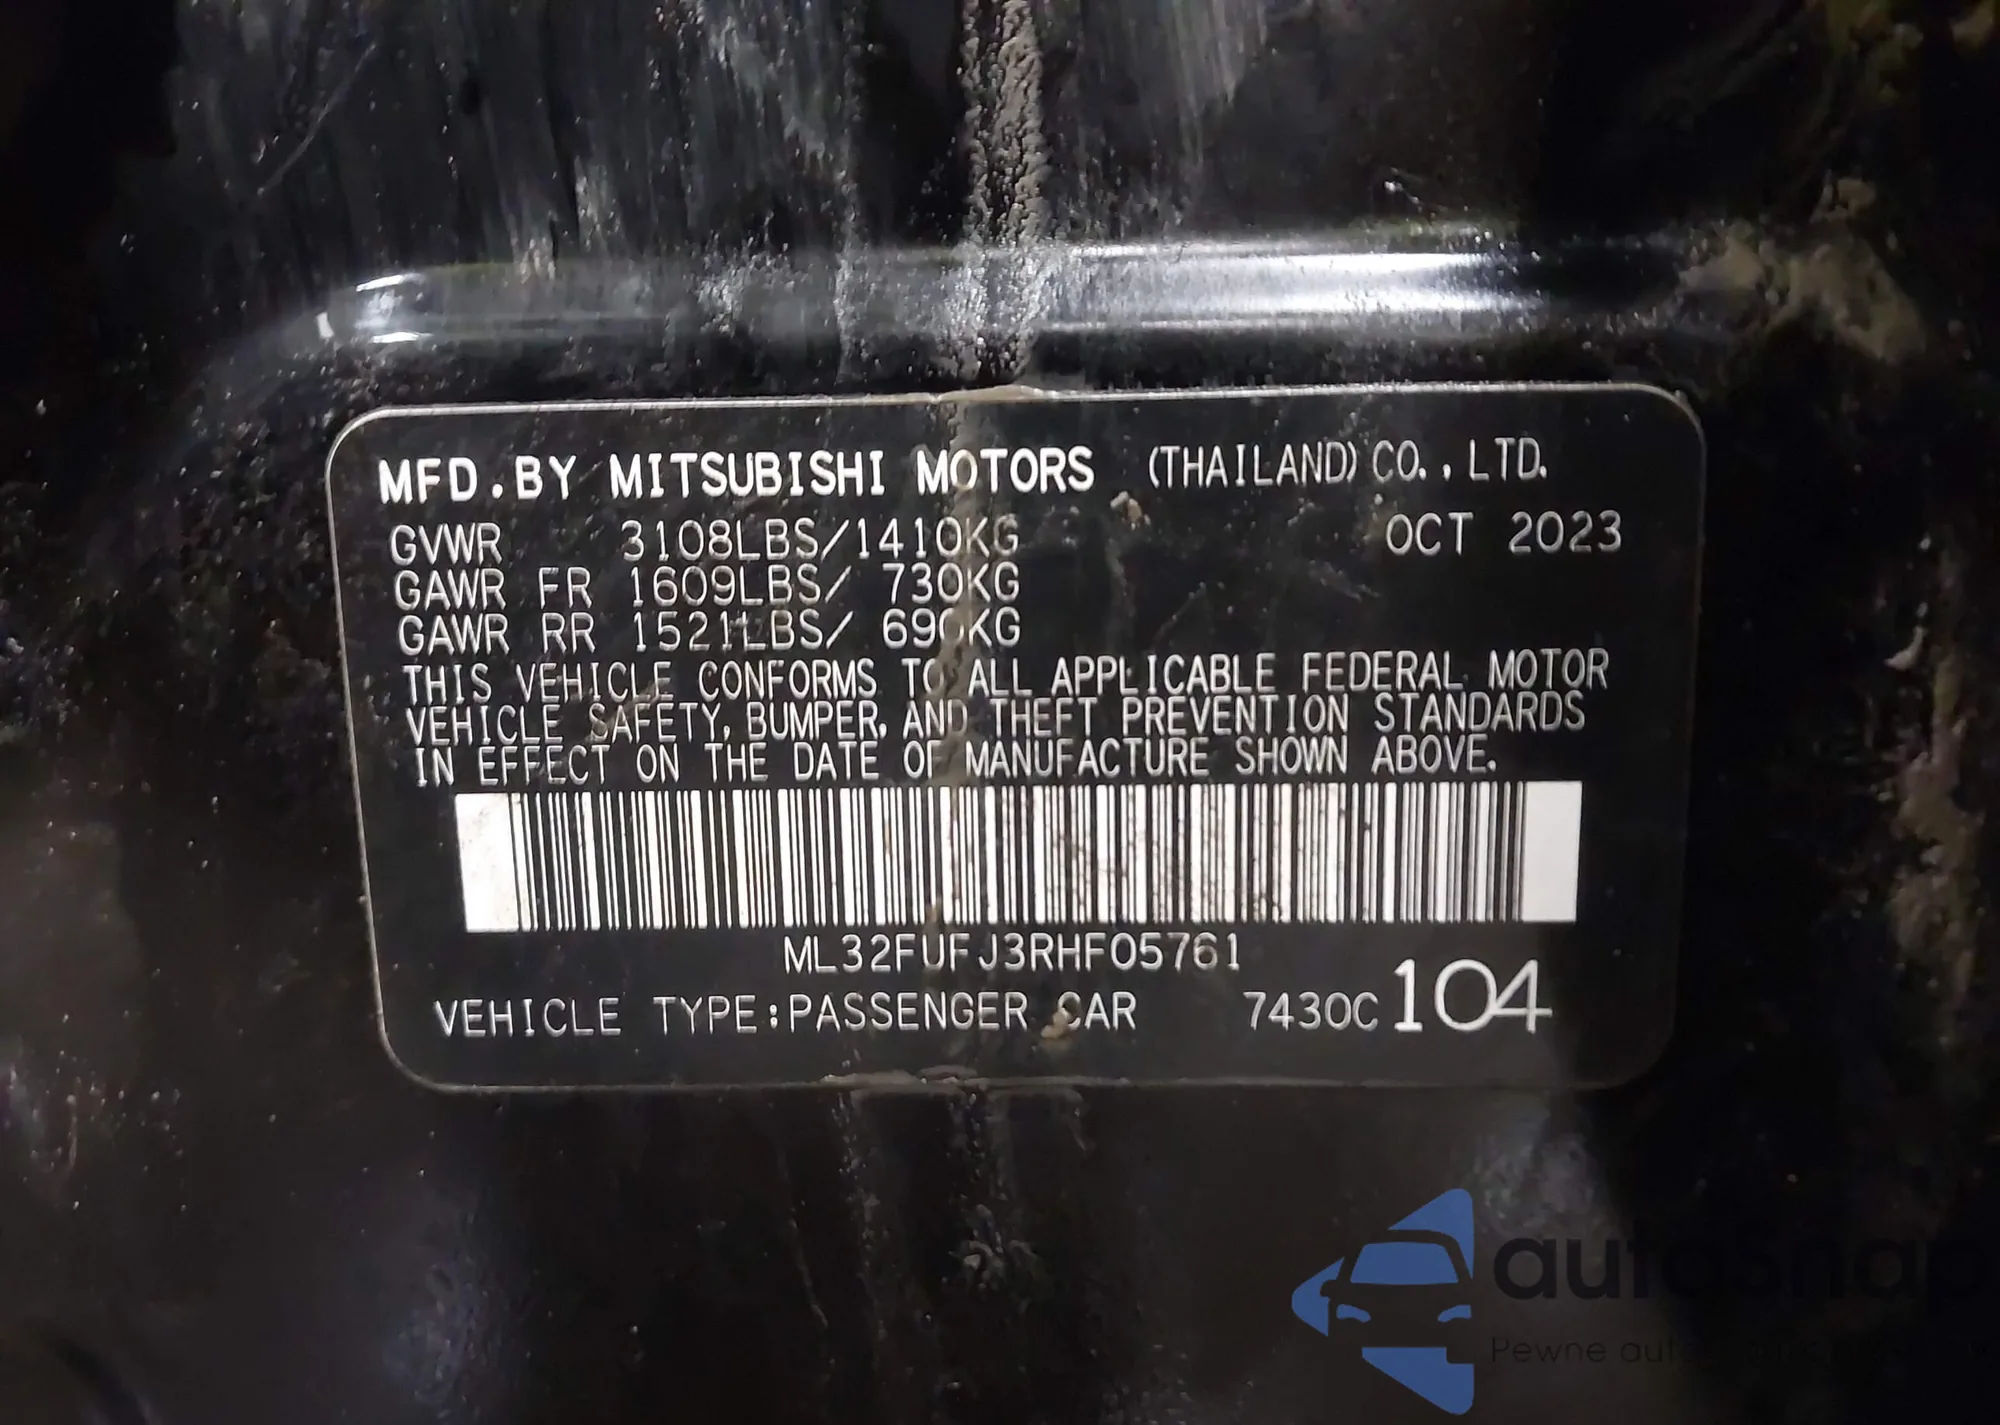 MFD.BY MITSUBISHI MOTORS (THAILAND) CO.,LTD.
GVWR 3108LBS/1410KG OCT 2023
GAWR FR 1609LBS/ 730KG
GAWR RR 1521LBS/ 690KG
THIS VEHICLE CONFORMS TO ALL APPLICABLE FEDERAL MOTOR
VEHICLE SAFETY, BUMPER, AND THEFT PREVENTION STANDARDS
IN EFFECT ON THE DATE OF MANUFACTURE SHOWN ABOVE.
ML32FUFJ3RHF05761
VEHICLE TYPE:PASSENGER CAR 7430C 104
autosnap
Pewne